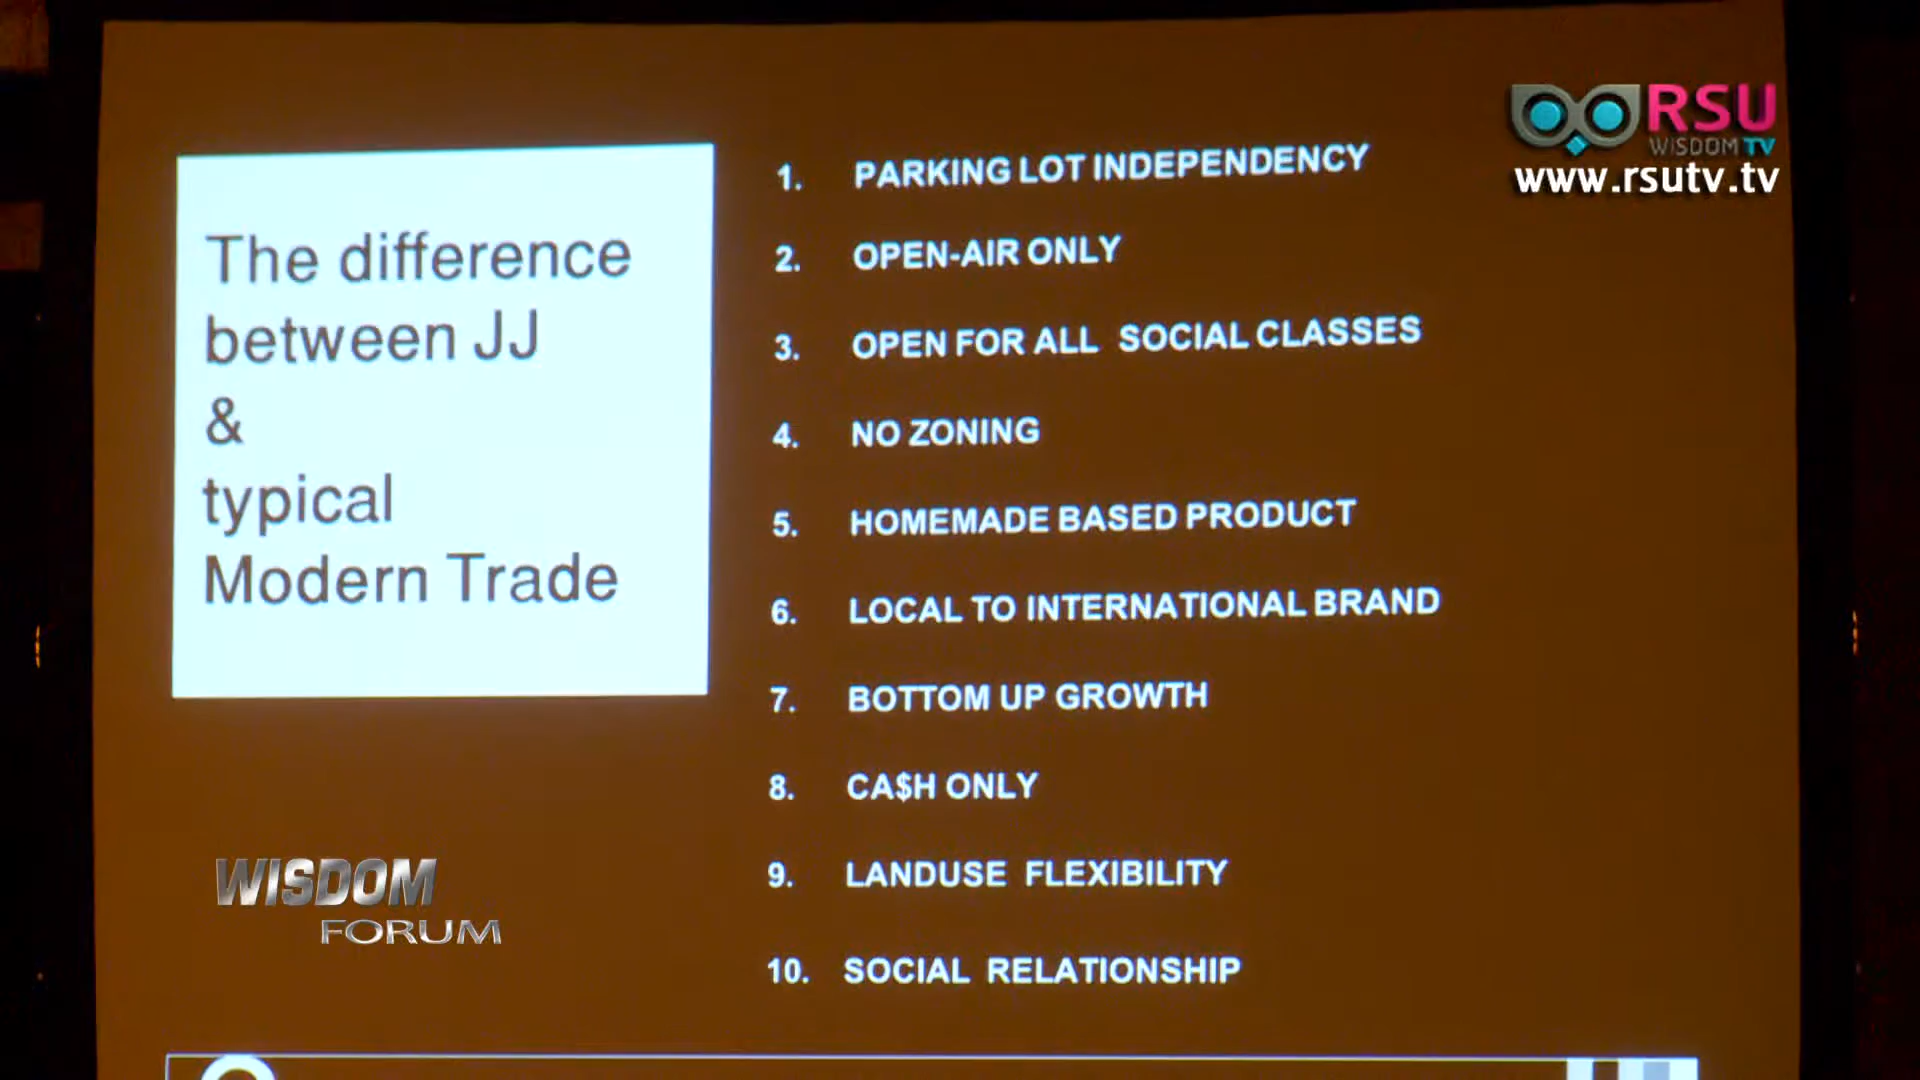 RSU
WISDOM TV
www.rsutv.tv
The difference
between JJ
&
typical
Modern Trade
1. PARKING LOT INDEPENDENCY
2. OPEN-AIR ONLY
3. OPEN FOR ALL SOCIAL CLASSES
4. NO ZONING
5. HOMEMADE BASED PRODUCT
6. LOCAL TO INTERNATIONAL BRAND
7. BOTTOM UP GROWTH
8. CA$H ONLY
9. LANDUSE FLEXIBILITY
10. SOCIAL RELATIONSHIP
WISDOM
FORUM